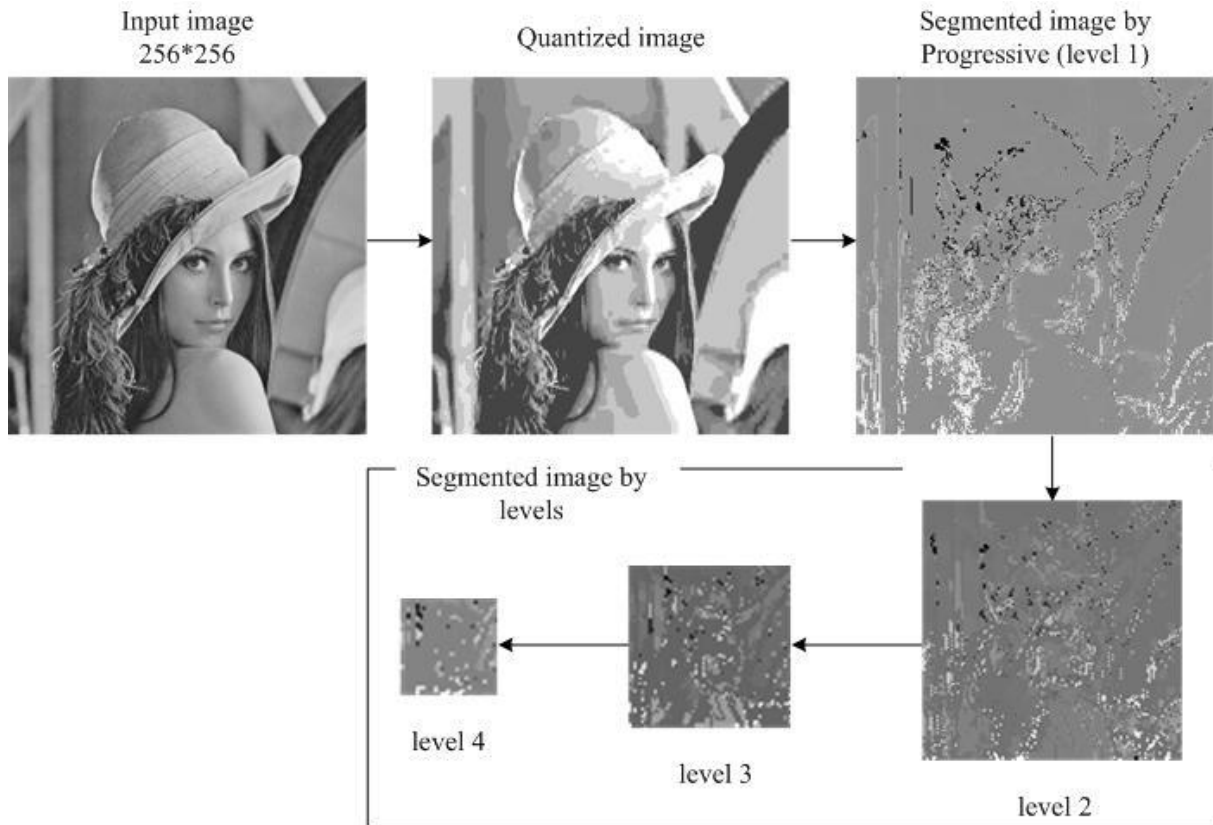 Input image
256*256
Quantized image
Segmented image by
Progressive (level 1)
Segmented image by
levels
level 4
level 3
level 2